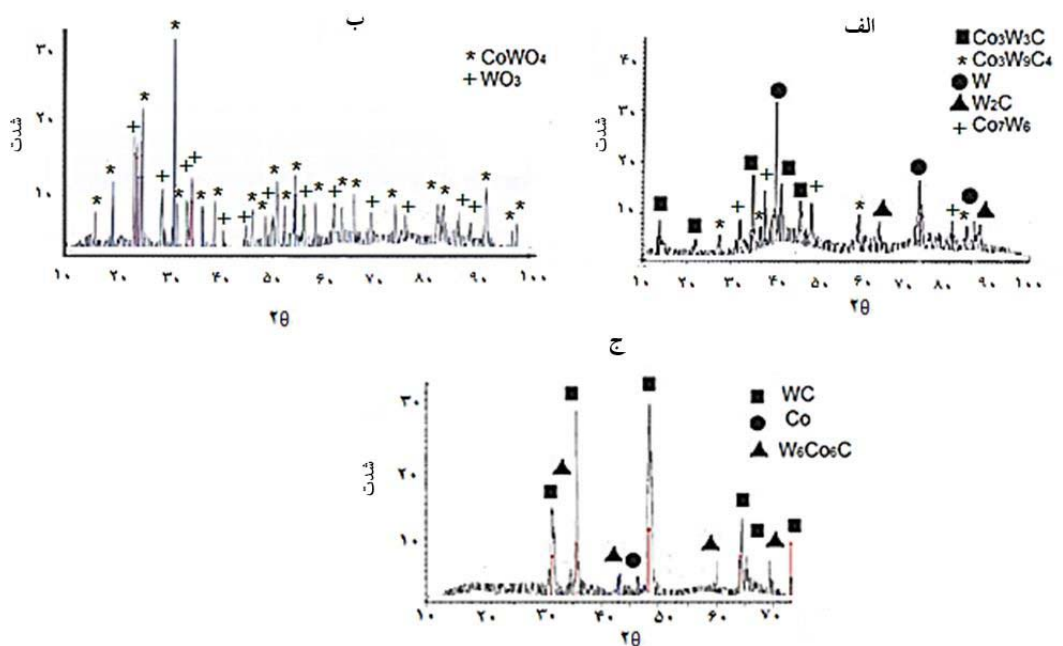 الف
■ Co₃W₃C
* Co₃W₉C₄
● W
▲ W₂C
+ Co₇W₆
شدت
۴۰
۳۰
۲۰
۱۰
۱۰ ۲۰ ۳۰ ۴۰ ۵۰ ۶۰ ۷۰ ۸۰ ۹۰ ۱۰۰
۲θ
ب
* CoWO₄
+ WO₃
شدت
۳۰
۲۰
۱۰
۱۰ ۲۰ ۳۰ ۴۰ ۵۰ ۶۰ ۷۰ ۸۰ ۹۰ ۱۰۰
۲θ
ج
■ WC
● Co
▲ W₆Co₆C
شدت
۳۰
۲۰
۱۰
۱۰ ۳۰ ۴۰ ۵۰ ۶۰ ۷۰
۲θ